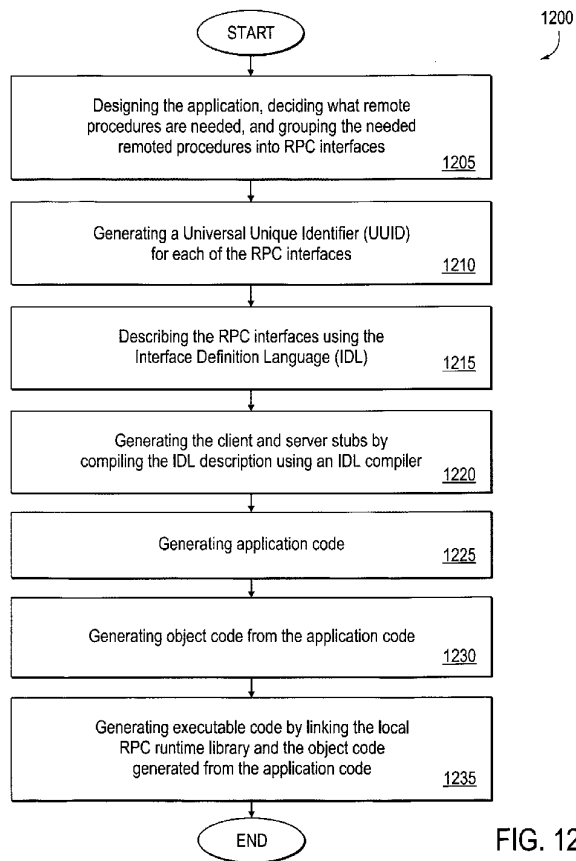 START
1200
Designing the application, deciding what remote
procedures are needed, and grouping the needed
remoted procedures into RPC interfaces
1205
Generating a Universal Unique Identifier (UUID)
for each of the RPC interfaces
1210
Describing the RPC interfaces using the
Interface Definition Language (IDL)
1215
Generating the client and server stubs by
compiling the IDL description using an IDL compiler
1220
Generating application code
1225
Generating object code from the application code
1230
Generating executable code by linking the local
RPC runtime library and the object code
generated from the application code
1235
END
FIG. 12